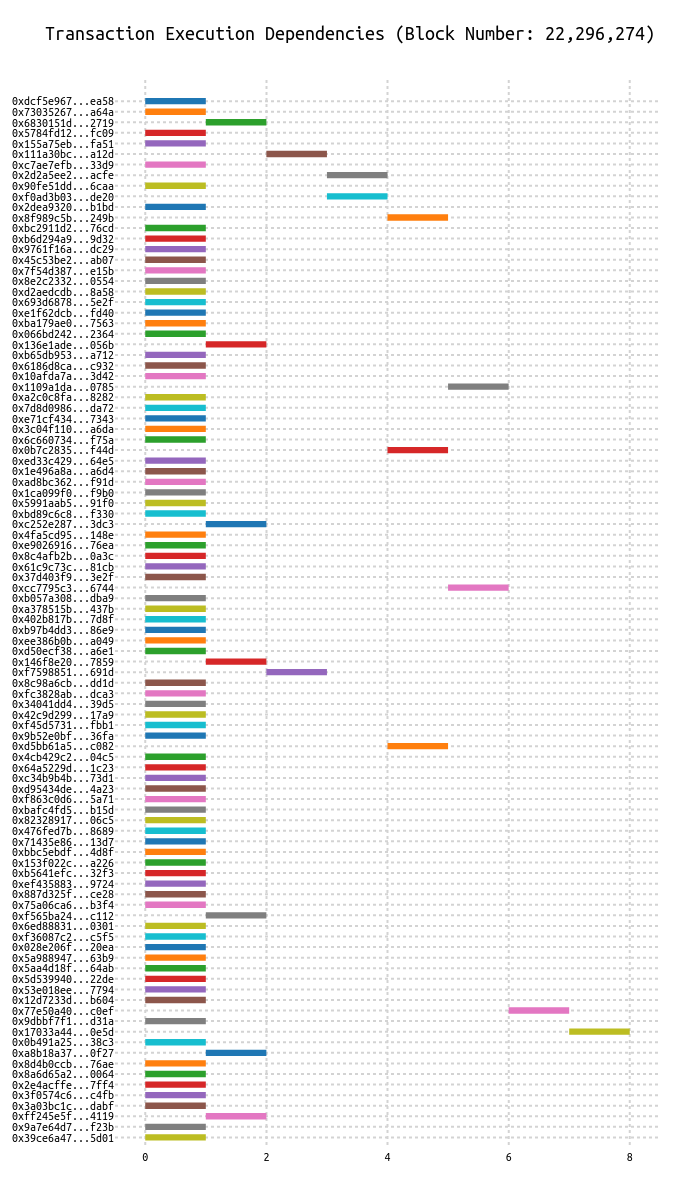 Transaction Execution Dependencies (Block Number: 22,296,274)
0xdcf5e967...ea58
0x73035267...a64a
0x6830151d...2719
0x5784fd12...fc09
0x155a75eb...fa51
0x111a30bc...a12d
0xc7ae7efb...33d9
0x2d2a5ee2...acfe
0x90fe51dd...6caa
0xf0ad3b03...de20
0x2dea9320...b1bd
0x8f989c5b...249b
0xbc2911d2...76cd
0xb6d294a9...9d32
0x9761f16a...dc29
0x45c53be2...ab07
0x7f54d387...e15b
0x8e2c2332...0554
0xd2aedcdb...8a58
0x693d6878...5e2f
0xe1f62dcb...fd40
0xba179ae0...7563
0x066bd242...2364
0x136e1ade...056b
0xb65db953...a712
0x6186d8ca...c932
0x10afda7a...3d42
0x1109a1da...0785
0xa2c0c8fa...8282
0x7d8d0986...da72
0xe71cf434...7343
0x3c04f110...a6da
0x6c660734...f75a
0x0b7c2835...f44d
0xed33c429...64e5
0x1e496a8a...a6d4
0xad8bc362...f91d
0x1ca099f0...f9b0
0x5991aab5...91f0
0xbd89c6c8...f330
0xc252e287...3dc3
0x4fa5cd95...148e
0xe9026916...76ea
0x8c4afb2b...0a3c
0x61c9c73c...81cb
0x37d403f9...3e2f
0xcc7795c3...6744
0xb057a308...dba9
0xa378515b...437b
0x402b817b...7d8f
0xb97b4dd3...86e9
0xee386b0b...a049
0xd50ecf38...a6e1
0x146f8e20...7859
0xf7598851...691d
0x8c98a6cb...dd1d
0xfc3828ab...dca3
0x34041dd4...39d5
0x42c9d299...17a9
0xf45d5731...fbb1
0x9b52e0bf...36fa
0xd5bb61a5...c082
0x4cb429c2...04c5
0x64a5229d...1c23
0xc34b9b4b...73d1
0xd95434de...4a23
0xf863c0d6...5a71
0xbafc4fd5...b15d
0x82328917...06c5
0x476fed7b...8689
0x71435e86...13d7
0xbbc5ebdf...4d8f
0x153f022c...a226
0xb5641efc...32f3
0xef435883...9724
0x887d325f...ce28
0x75a06ca6...b3f4
0xf565ba24...c112
0x6ed88831...0301
0xf36087c2...c5f5
0x028e206f...20ea
0x5a988947...63b9
0x5aa4d18f...64ab
0x5d539940...22de
0x53e018ee...7794
0x12d7233d...b604
0x77e50a40...c0ef
0x9dbbf7f1...d31a
0x17033a44...0e5d
0x0b491a25...38c3
0xa8b18a37...0f27
0x8d4b0ccb...76ae
0x8a6d65a2...0064
0x2e4acffe...7ff4
0x3f0574c6...c4fb
0x3a03bc1c...dabf
0xff245e5f...4119
0x9a7e64d7...f23b
0x39ce6a47...5d01
0 2 4 6 8